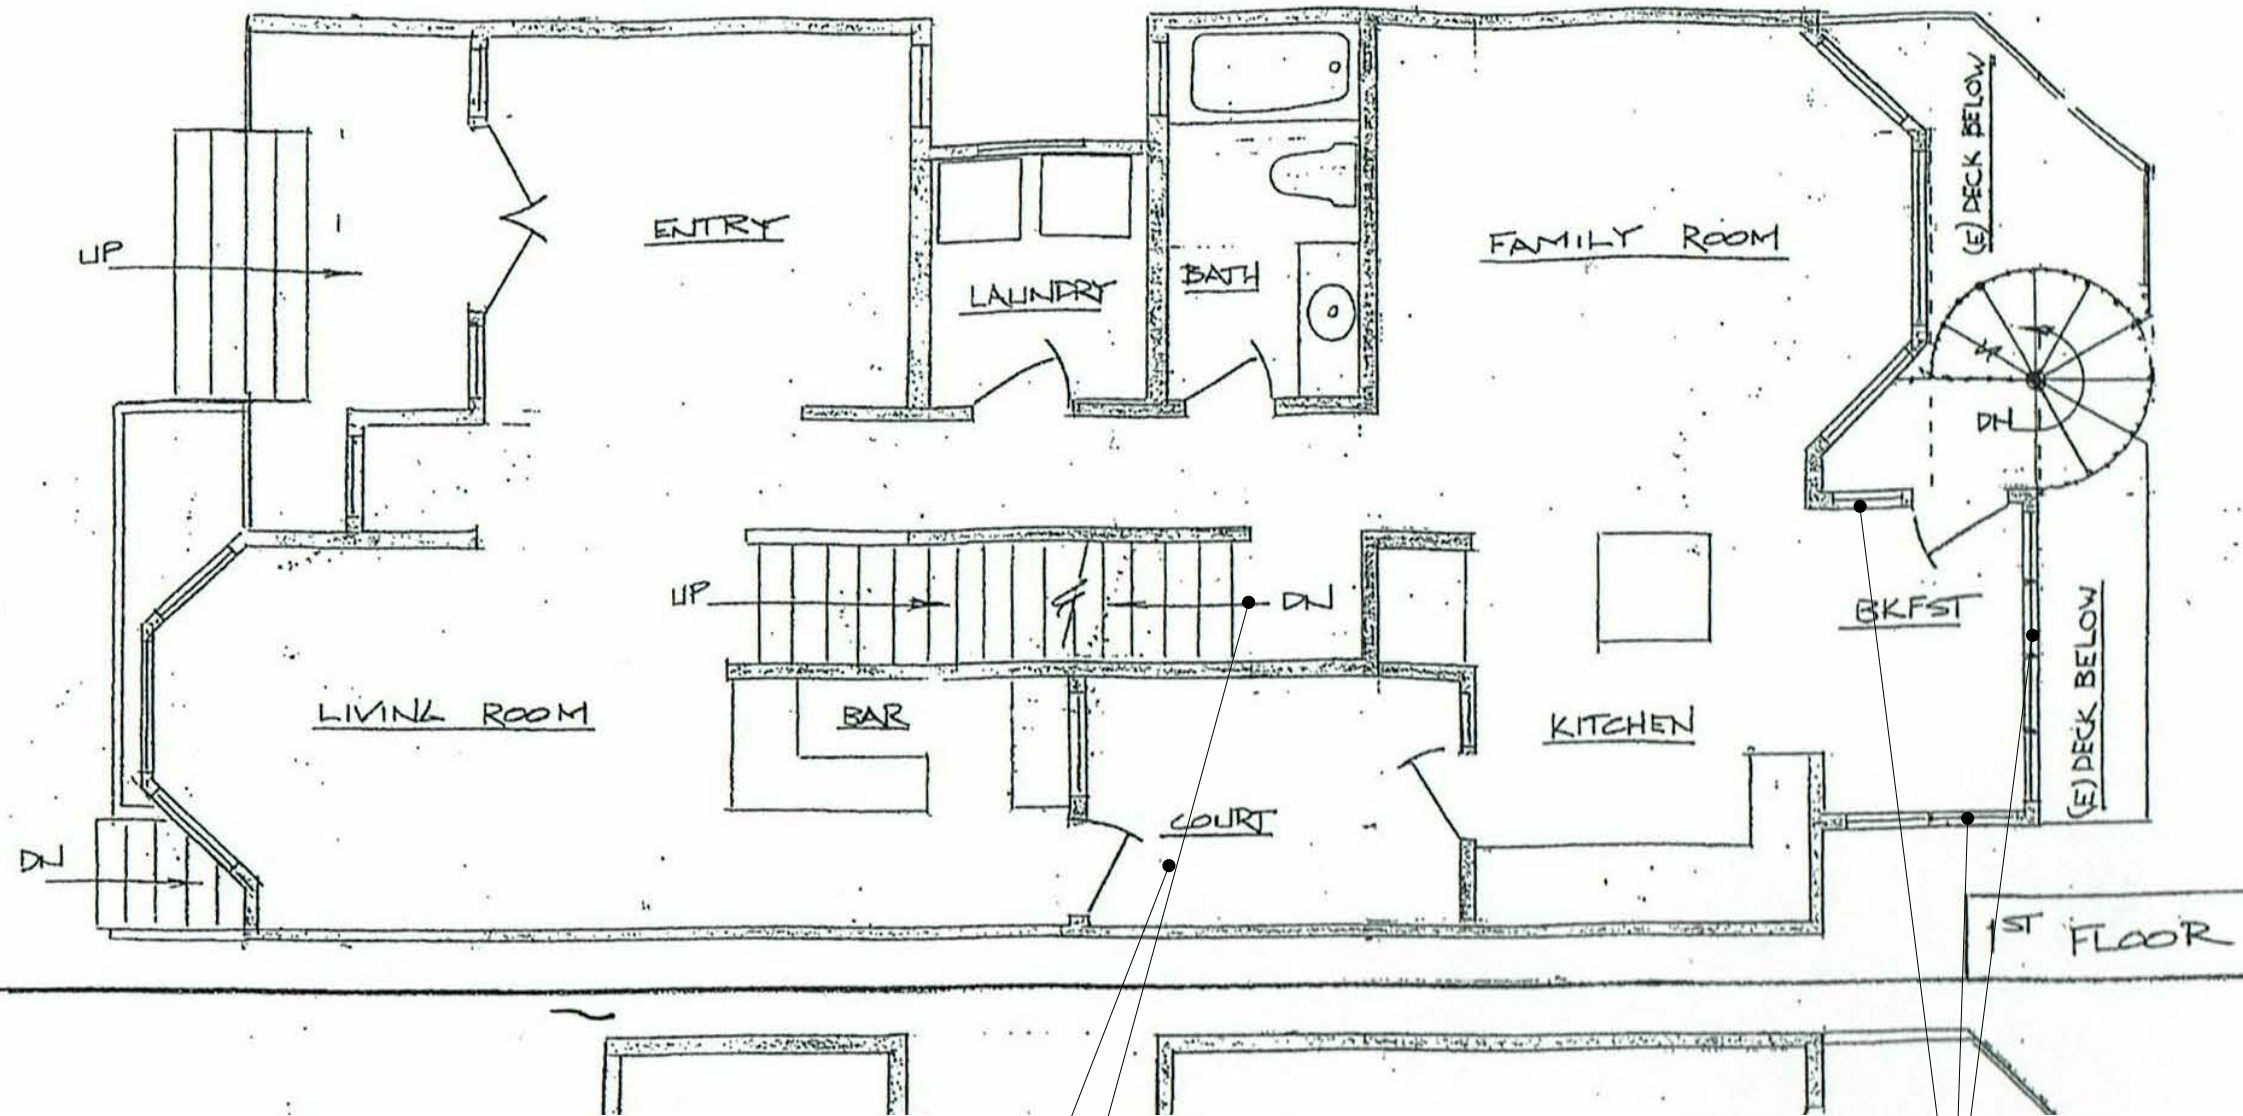 UP
ENTRY
LAUNDRY
BATH
FAMILY ROOM
(E) DECK BELOW
DN
UP
DN
BKFST
LIVING ROOM
BAR
KITCHEN
(E) DECK BELOW
COURT
DN
1ST FLOOR